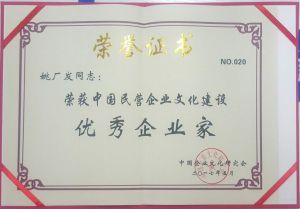 荣誉证书
NO.020
姚广发同志:
荣获中国民营企业文化建设
优秀企业家
中国企业文化研究会
二〇一七年五月